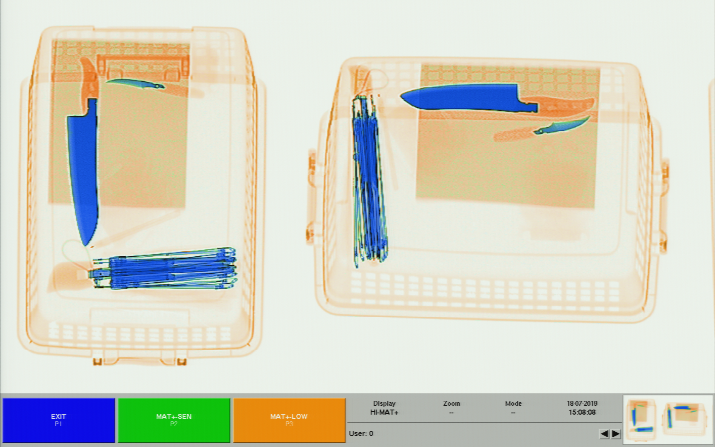 EXIT
P1
MAT+-SEN
P2
MAT+-LOW
P3
Display
HI-MAT+
Zoom
--
Mode
--
18-07-2019
15:08:08
User: 0